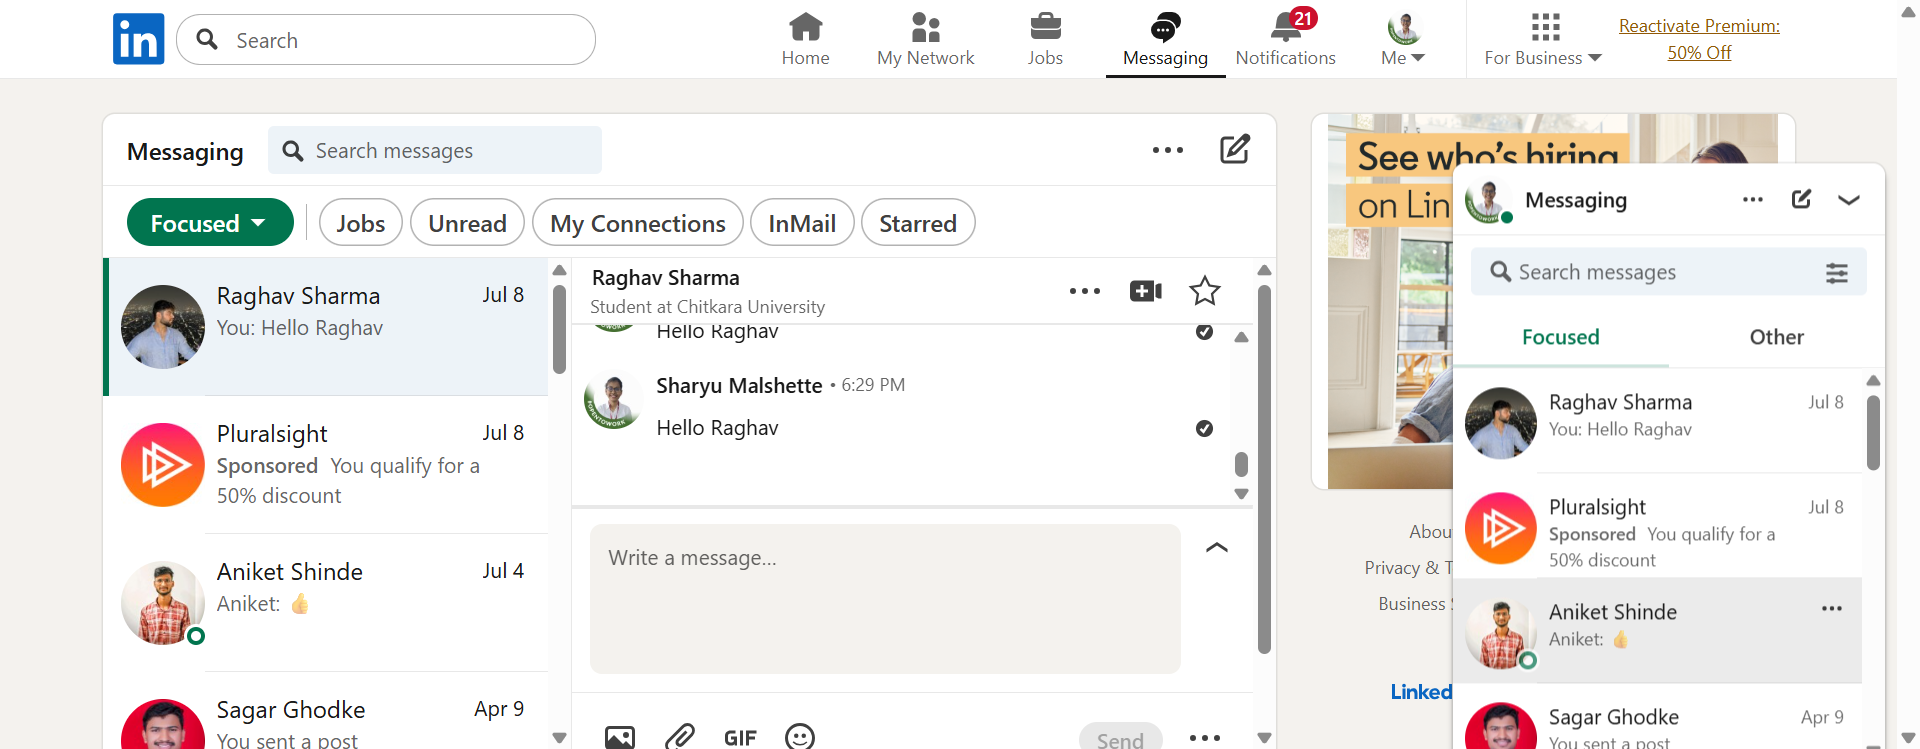 in
Search
Home
My Network
Jobs
Messaging
21
Notifications
Me
For Business
Reactivate Premium:
50% Off
Messaging
Search messages
Focused
Jobs
Unread
My Connections
InMail
Starred
Raghav Sharma
Jul 8
You: Hello Raghav
Pluralsight
Jul 8
Sponsored You qualify for a
50% discount
Aniket Shinde
Jul 4
Aniket: 👍
Sagar Ghodke
Apr 9
You sent a post
Raghav Sharma
Student at Chitkara University
Hello Raghav
Sharyu Malshette • 6:29 PM
Hello Raghav
#OPENTOWORK
Write a message...
GIF
Send
See who's hiring
on Lin
Abou
Privacy & T
Business
Linked
Messaging
Search messages
Focused
Other
Raghav Sharma
Jul 8
You: Hello Raghav
Pluralsight
Jul 8
Sponsored You qualify for a
50% discount
Aniket Shinde
Aniket: 👍
Sagar Ghodke
Apr 9
You sent a post